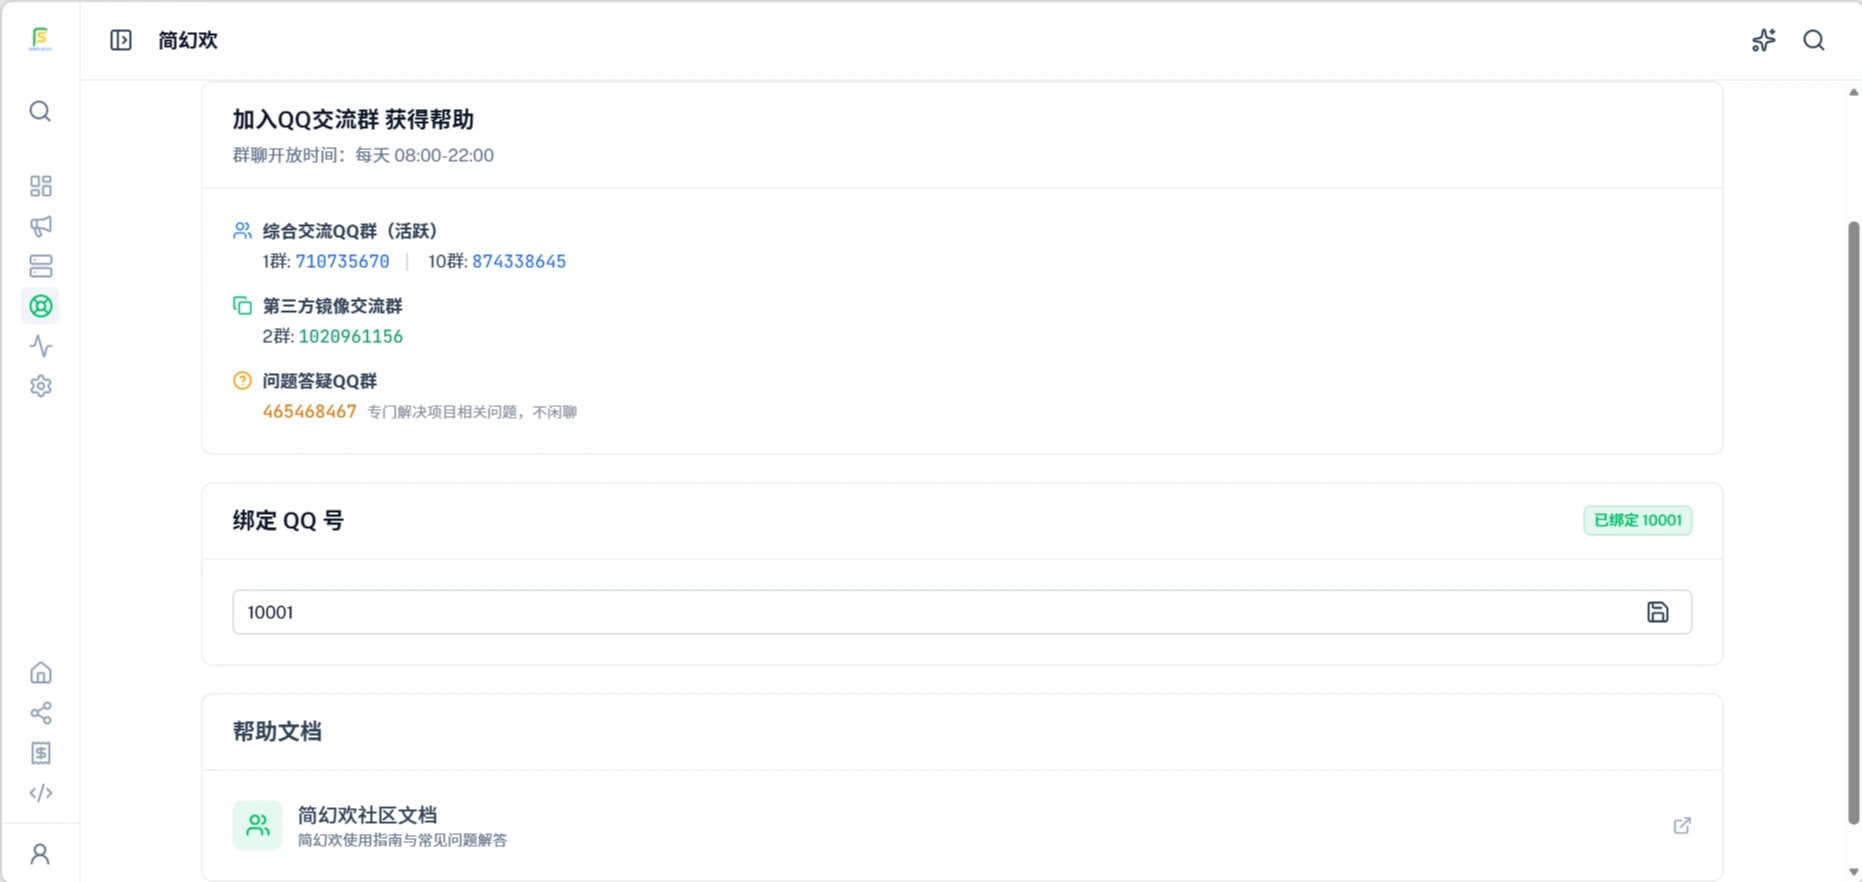 简幻欢
加入QQ交流群 获得帮助
群聊开放时间：每天 08:00-22:00
综合交流QQ群（活跃）
1群: 710735670 | 10群: 874338645
第三方镜像交流群
2群: 1020961156
问题答疑QQ群
465468467 专门解决项目相关问题，不闲聊
绑定 QQ 号
已绑定 10001
10001
帮助文档
简幻欢社区文档
简幻欢使用指南与常见问题解答